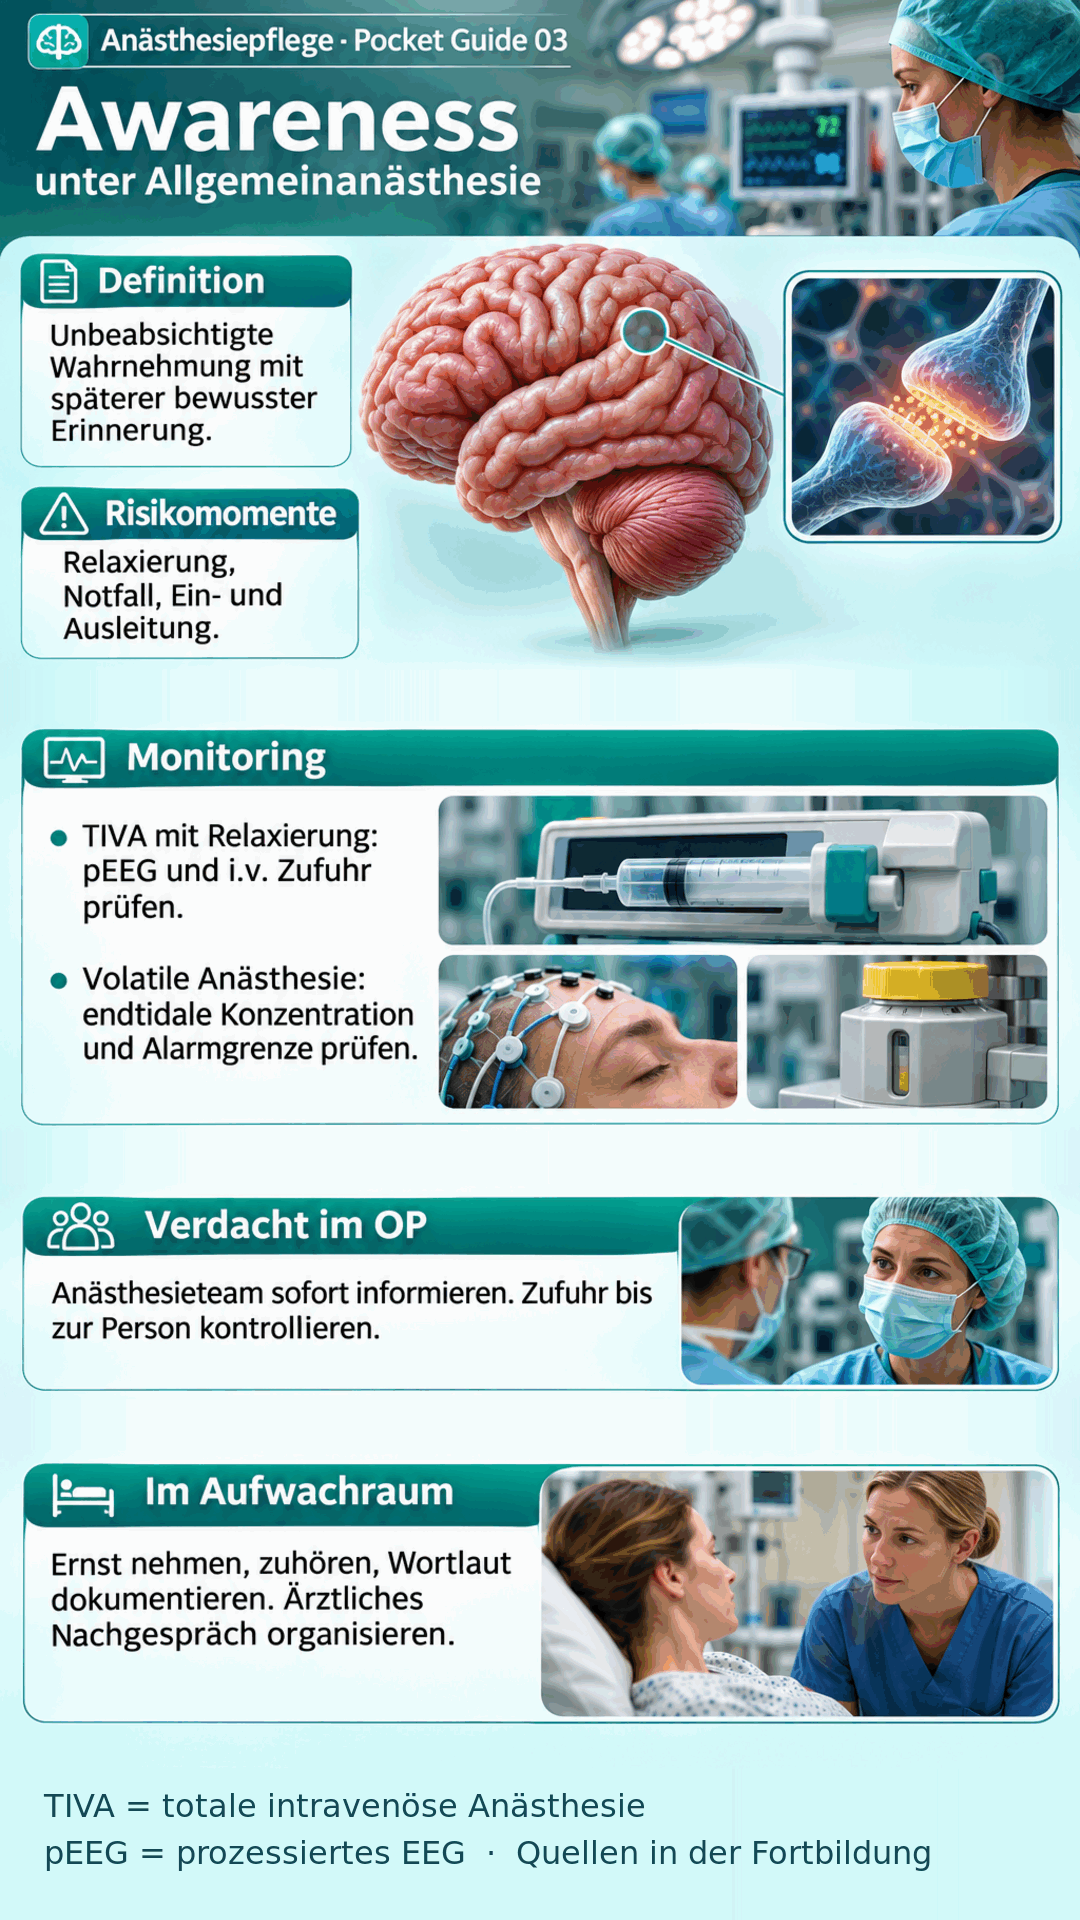 Anästhesiepflege · Pocket Guide 03
Awareness
unter Allgemeinanästhesie
Definition
Unbeabsichtigte
Wahrnehmung mit
späterer bewusster
Erinnerung.
Risikomomente
Relaxierung,
Notfall, Ein- und
Ausleitung.
Monitoring
TIVA mit Relaxierung:
pEEG und i.v. Zufuhr
prüfen.
Volatile Anästhesie:
endtidale Konzentration
und Alarmgrenze prüfen.
Verdacht im OP
Anästhesieteam sofort informieren. Zufuhr bis
zur Person kontrollieren.
Im Aufwachraum
Ernst nehmen, zuhören, Wortlaut
dokumentieren. Ärztliches
Nachgespräch organisieren.
TIVA = totale intravenöse Anästhesie
pEEG = prozessiertes EEG · Quellen in der Fortbildung